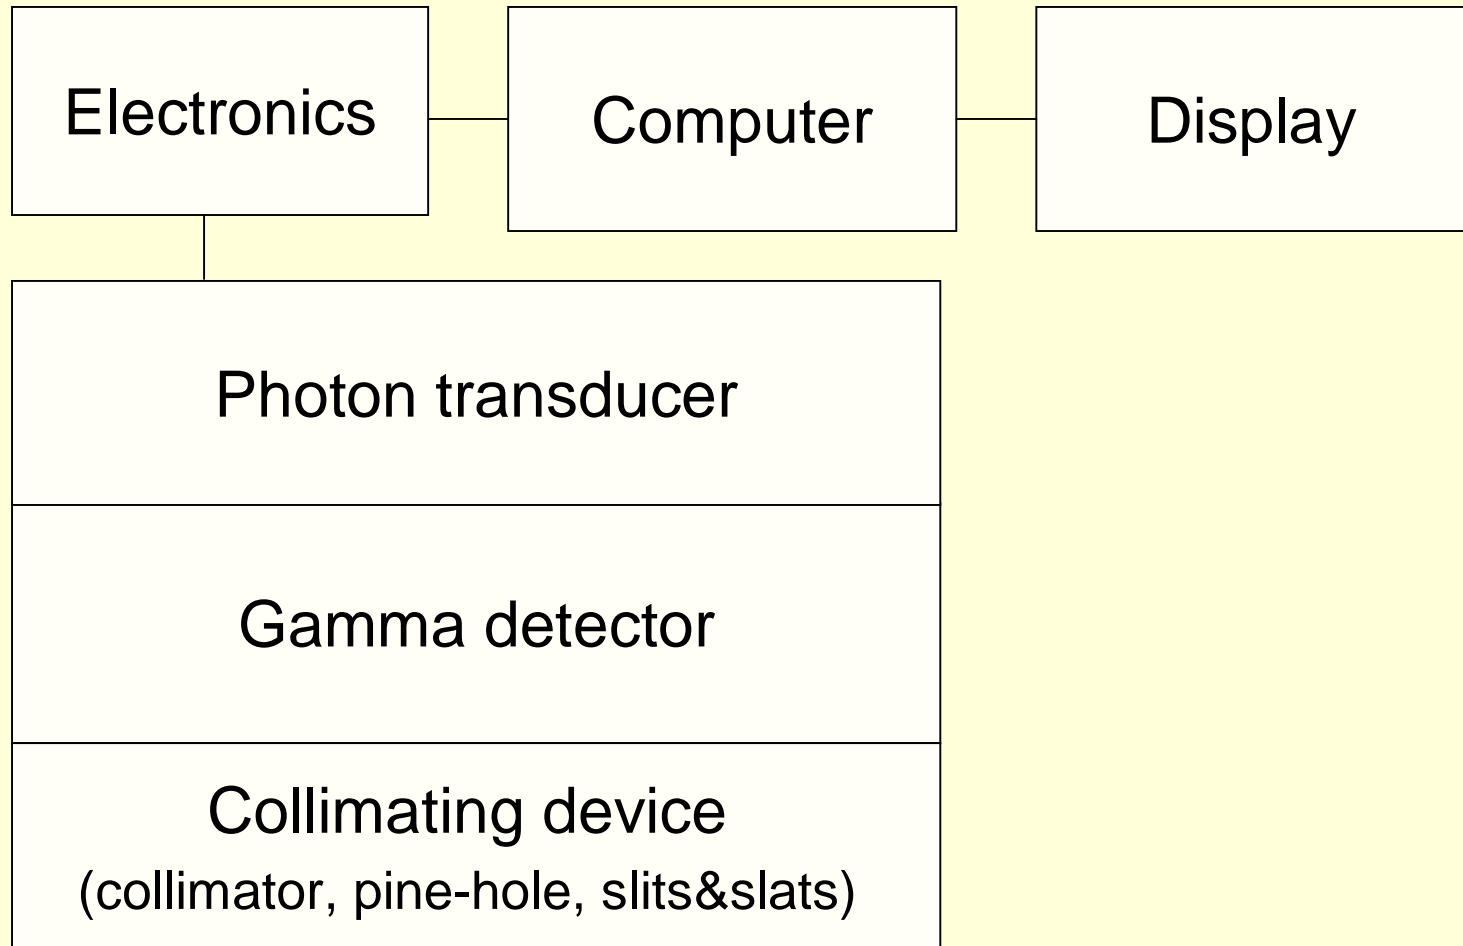 Electronics
Computer
Display
Photon transducer
Gamma detector
Collimating device
(collimator, pine-hole, slits&slats)